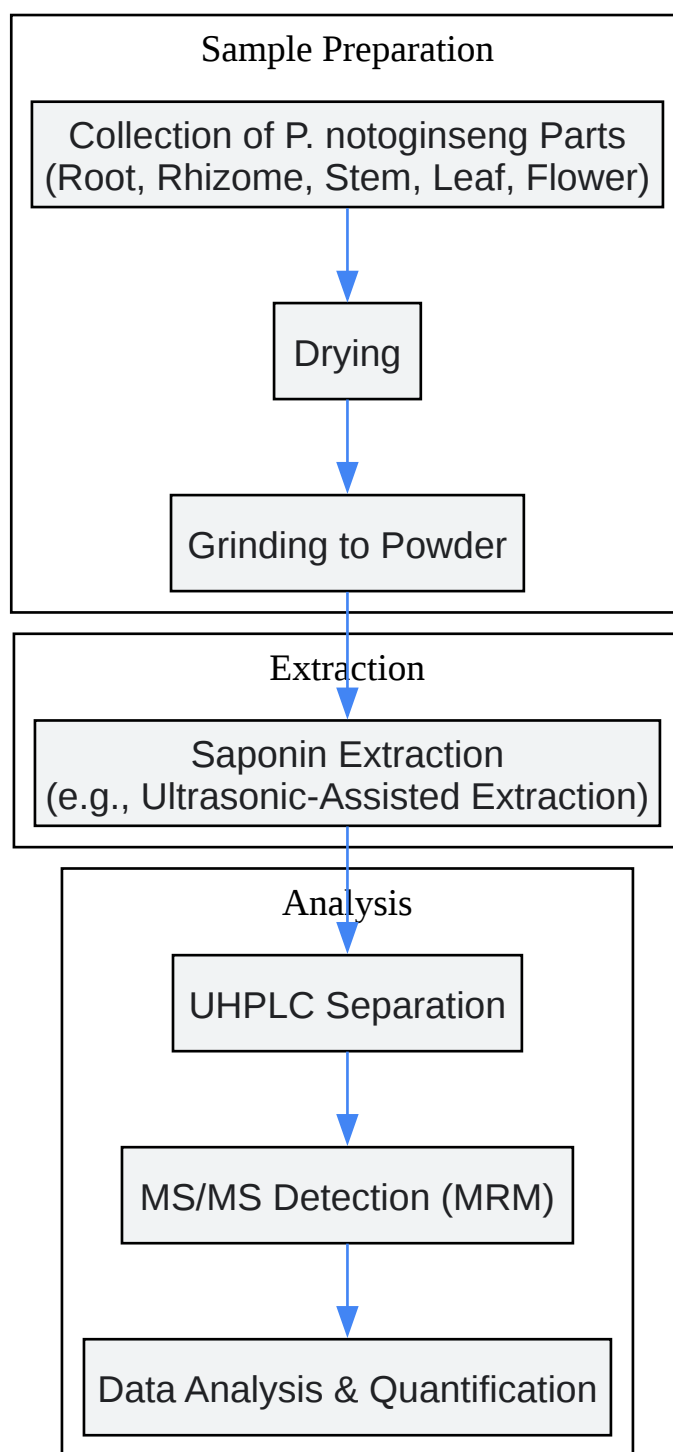 Sample Preparation
Collection of P. notoginseng Parts
(Root, Rhizome, Stem, Leaf, Flower)
Drying
Grinding to Powder
Extraction
Saponin Extraction
(e.g., Ultrasonic-Assisted Extraction)
Analysis
UHPLC Separation
MS/MS Detection (MRM)
Data Analysis & Quantification